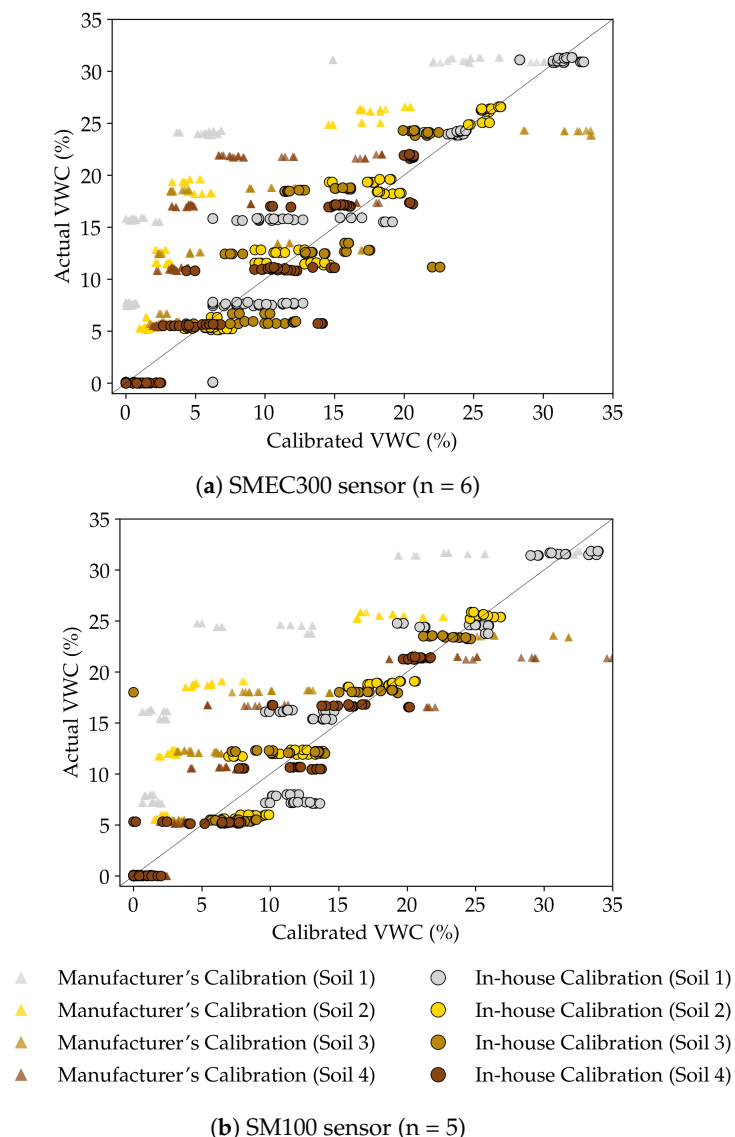 35
30
25
20
15
10
5
0
Actual VWC (%)
0 5 10 15 20 25 30 35
Calibrated VWC (%)
(a) SMEC300 sensor (n = 6)
35
30
25
20
15
10
5
0
Actual VWC (%)
0 5 10 15 20 25 30 35
Calibrated VWC (%)
Manufacturer's Calibration (Soil 1) In-house Calibration (Soil 1)
Manufacturer's Calibration (Soil 2) In-house Calibration (Soil 2)
Manufacturer's Calibration (Soil 3) In-house Calibration (Soil 3)
Manufacturer's Calibration (Soil 4) In-house Calibration (Soil 4)
(b) SM100 sensor (n = 5)